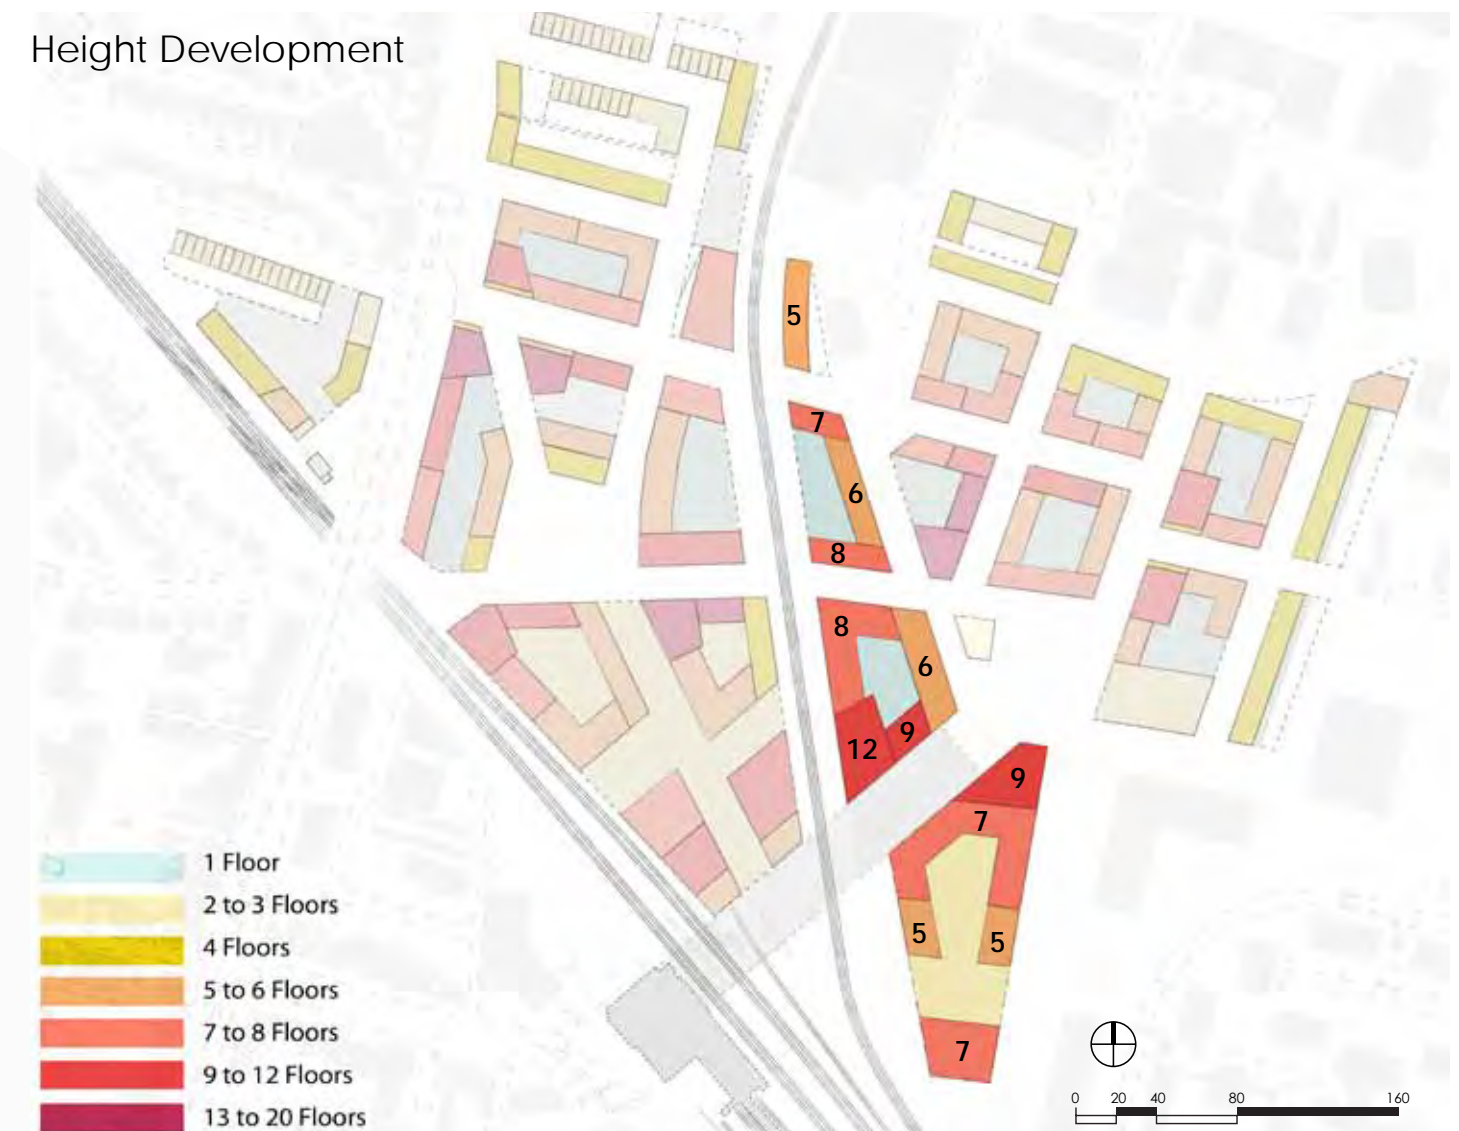 Height Development
5
7
6
8
8
6
9
12
9
7
5
5
7
1 Floor
2 to 3 Floors
4 Floors
5 to 6 Floors
7 to 8 Floors
9 to 12 Floors
13 to 20 Floors
0 20 40 80 160